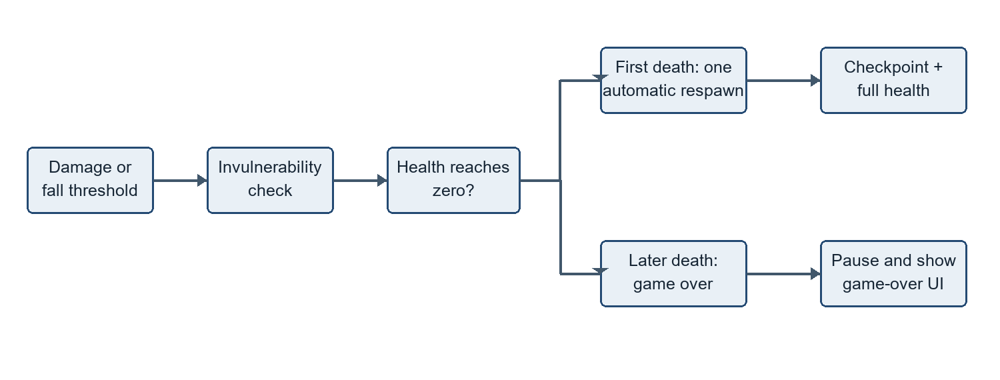 Damage or
fall threshold
Invulnerability
check
Health reaches
zero?
First death: one
automatic respawn
Checkpoint +
full health
Later death:
game over
Pause and show
game-over UI